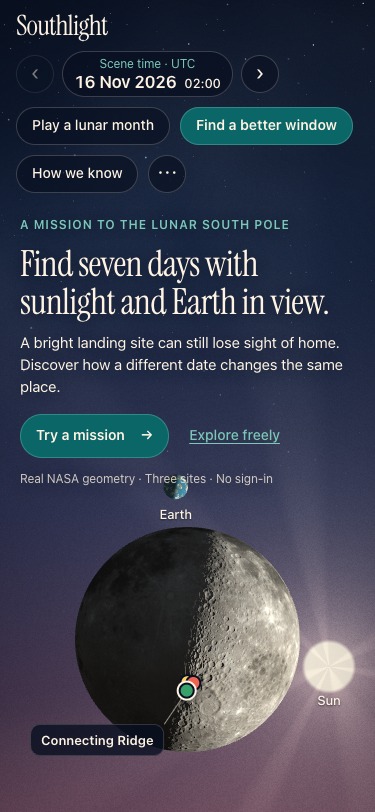 Southlight
Scene time · UTC
16 Nov 2026 02:00
Play a lunar month
Find a better window
How we know
A MISSION TO THE LUNAR SOUTH POLE
Find seven days with
sunlight and Earth in view.
A bright landing site can still lose sight of home.
Discover how a different date changes the same
place.
Try a mission →
Explore freely
Real NASA geometry · Three sites · No sign-in
Earth
Sun
Connecting Ridge